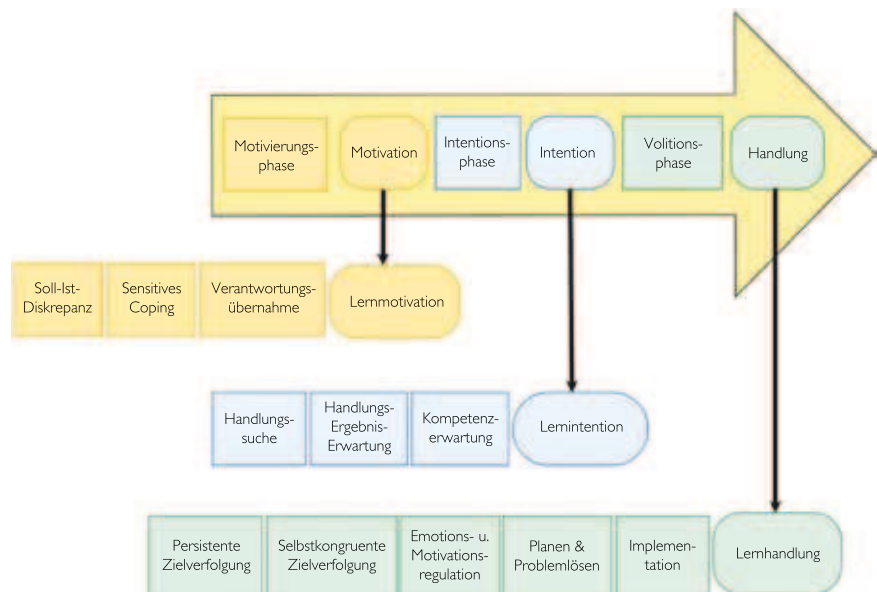 Motivierungs-
phase
Motivation
Intentions-
phase
Intention
Volitions-
phase
Handlung
Soll-Ist-
Diskrepanz
Sensitives
Coping
Verantwortungs-
übernahme
Lernmotivation
Handlungs-
suche
Handlungs-
Ergebnis-
Erwartung
Kompetenz-
erwartung
Lernintention
Persistente
Zielverfolgung
Selbstkongruente
Zielverfolgung
Emotions- u.
Motivations-
regulation
Planen &
Problemlösen
Implemen-
tation
Lernhandlung